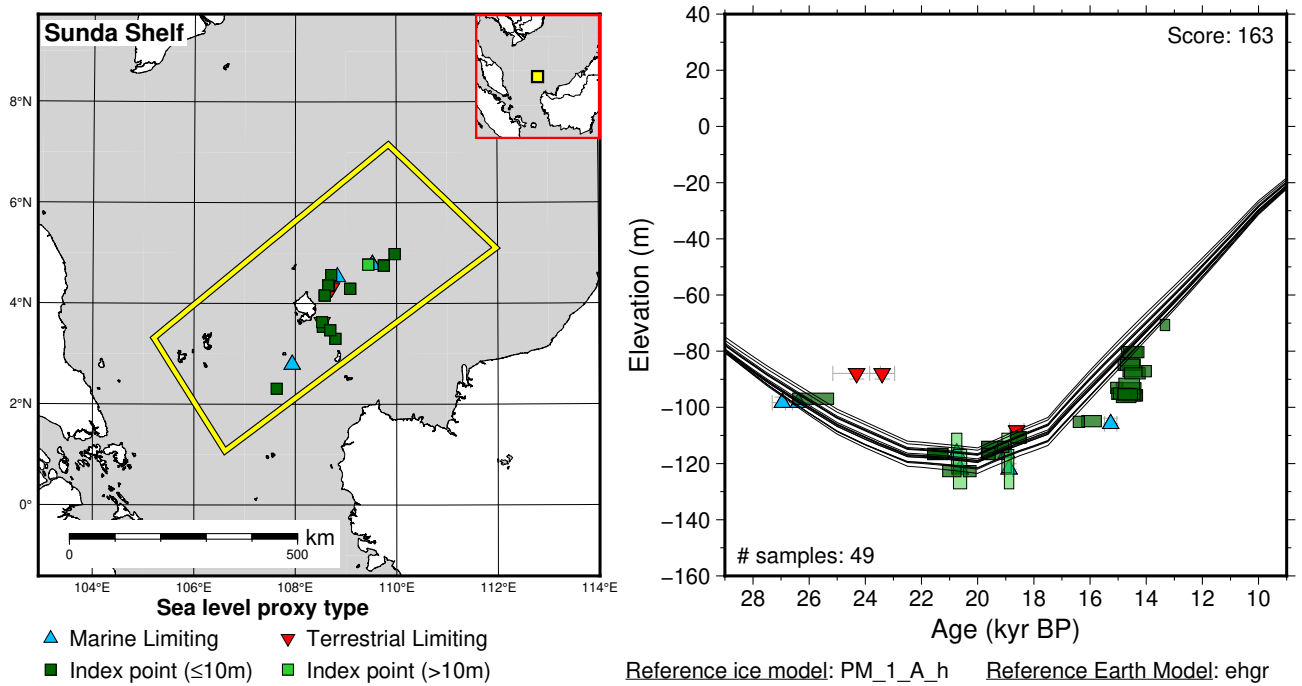 Sunda Shelf
8°N
6°N
4°N
2°N
0°
km
0
500
104°E
106°E
108°E
110°E
112°E
114°E
Sea level proxy type
Marine Limiting
Terrestrial Limiting
Index point (≤10m)
Index point (>10m)
Score: 163
40
20
0
−20
−40
−60
−80
−100
−120
−140
−160
Elevation (m)
# samples: 49
28
26
24
22
20
18
16
14
12
10
Age (kyr BP)
Reference ice model: PM_1_A_h
Reference Earth Model: ehgr